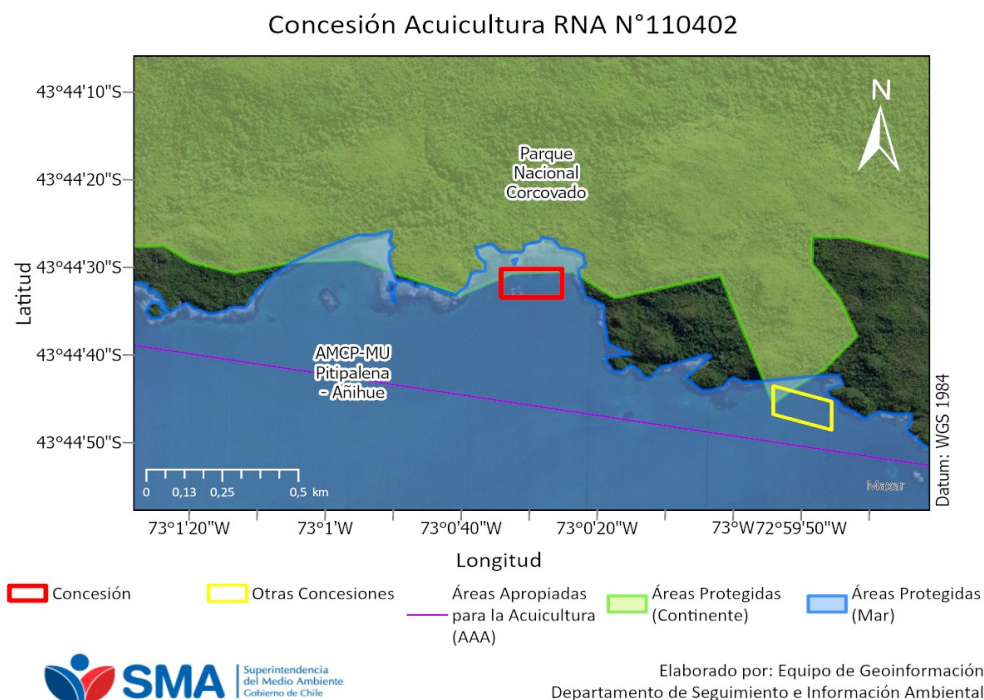 Concesión Acuicultura RNA N°110402
43°44'10"S
43°44'20"S
43°44'30"S
43°44'40"S
43°44'50"S
Latitud
N
Parque
Nacional
Corcovado
AMCP-MU
Pitipalena
- Añihue
Datum: WGS 1984
Maxar
0 0,13 0,25 0,5 km
73°1'20"W 73°1'W 73°0'40"W 73°0'20"W 73°W 72°59'50"W
Longitud
Concesión
Otras Concesiones
Áreas Apropiadas
para la Acuicultura
(AAA)
Áreas Protegidas
(Continente)
Áreas Protegidas
(Mar)
SMA
Superintendencia
del Medio Ambiente
Gobierno de Chile
Elaborado por: Equipo de Geoinformación
Departamento de Seguimiento e Información Ambiental